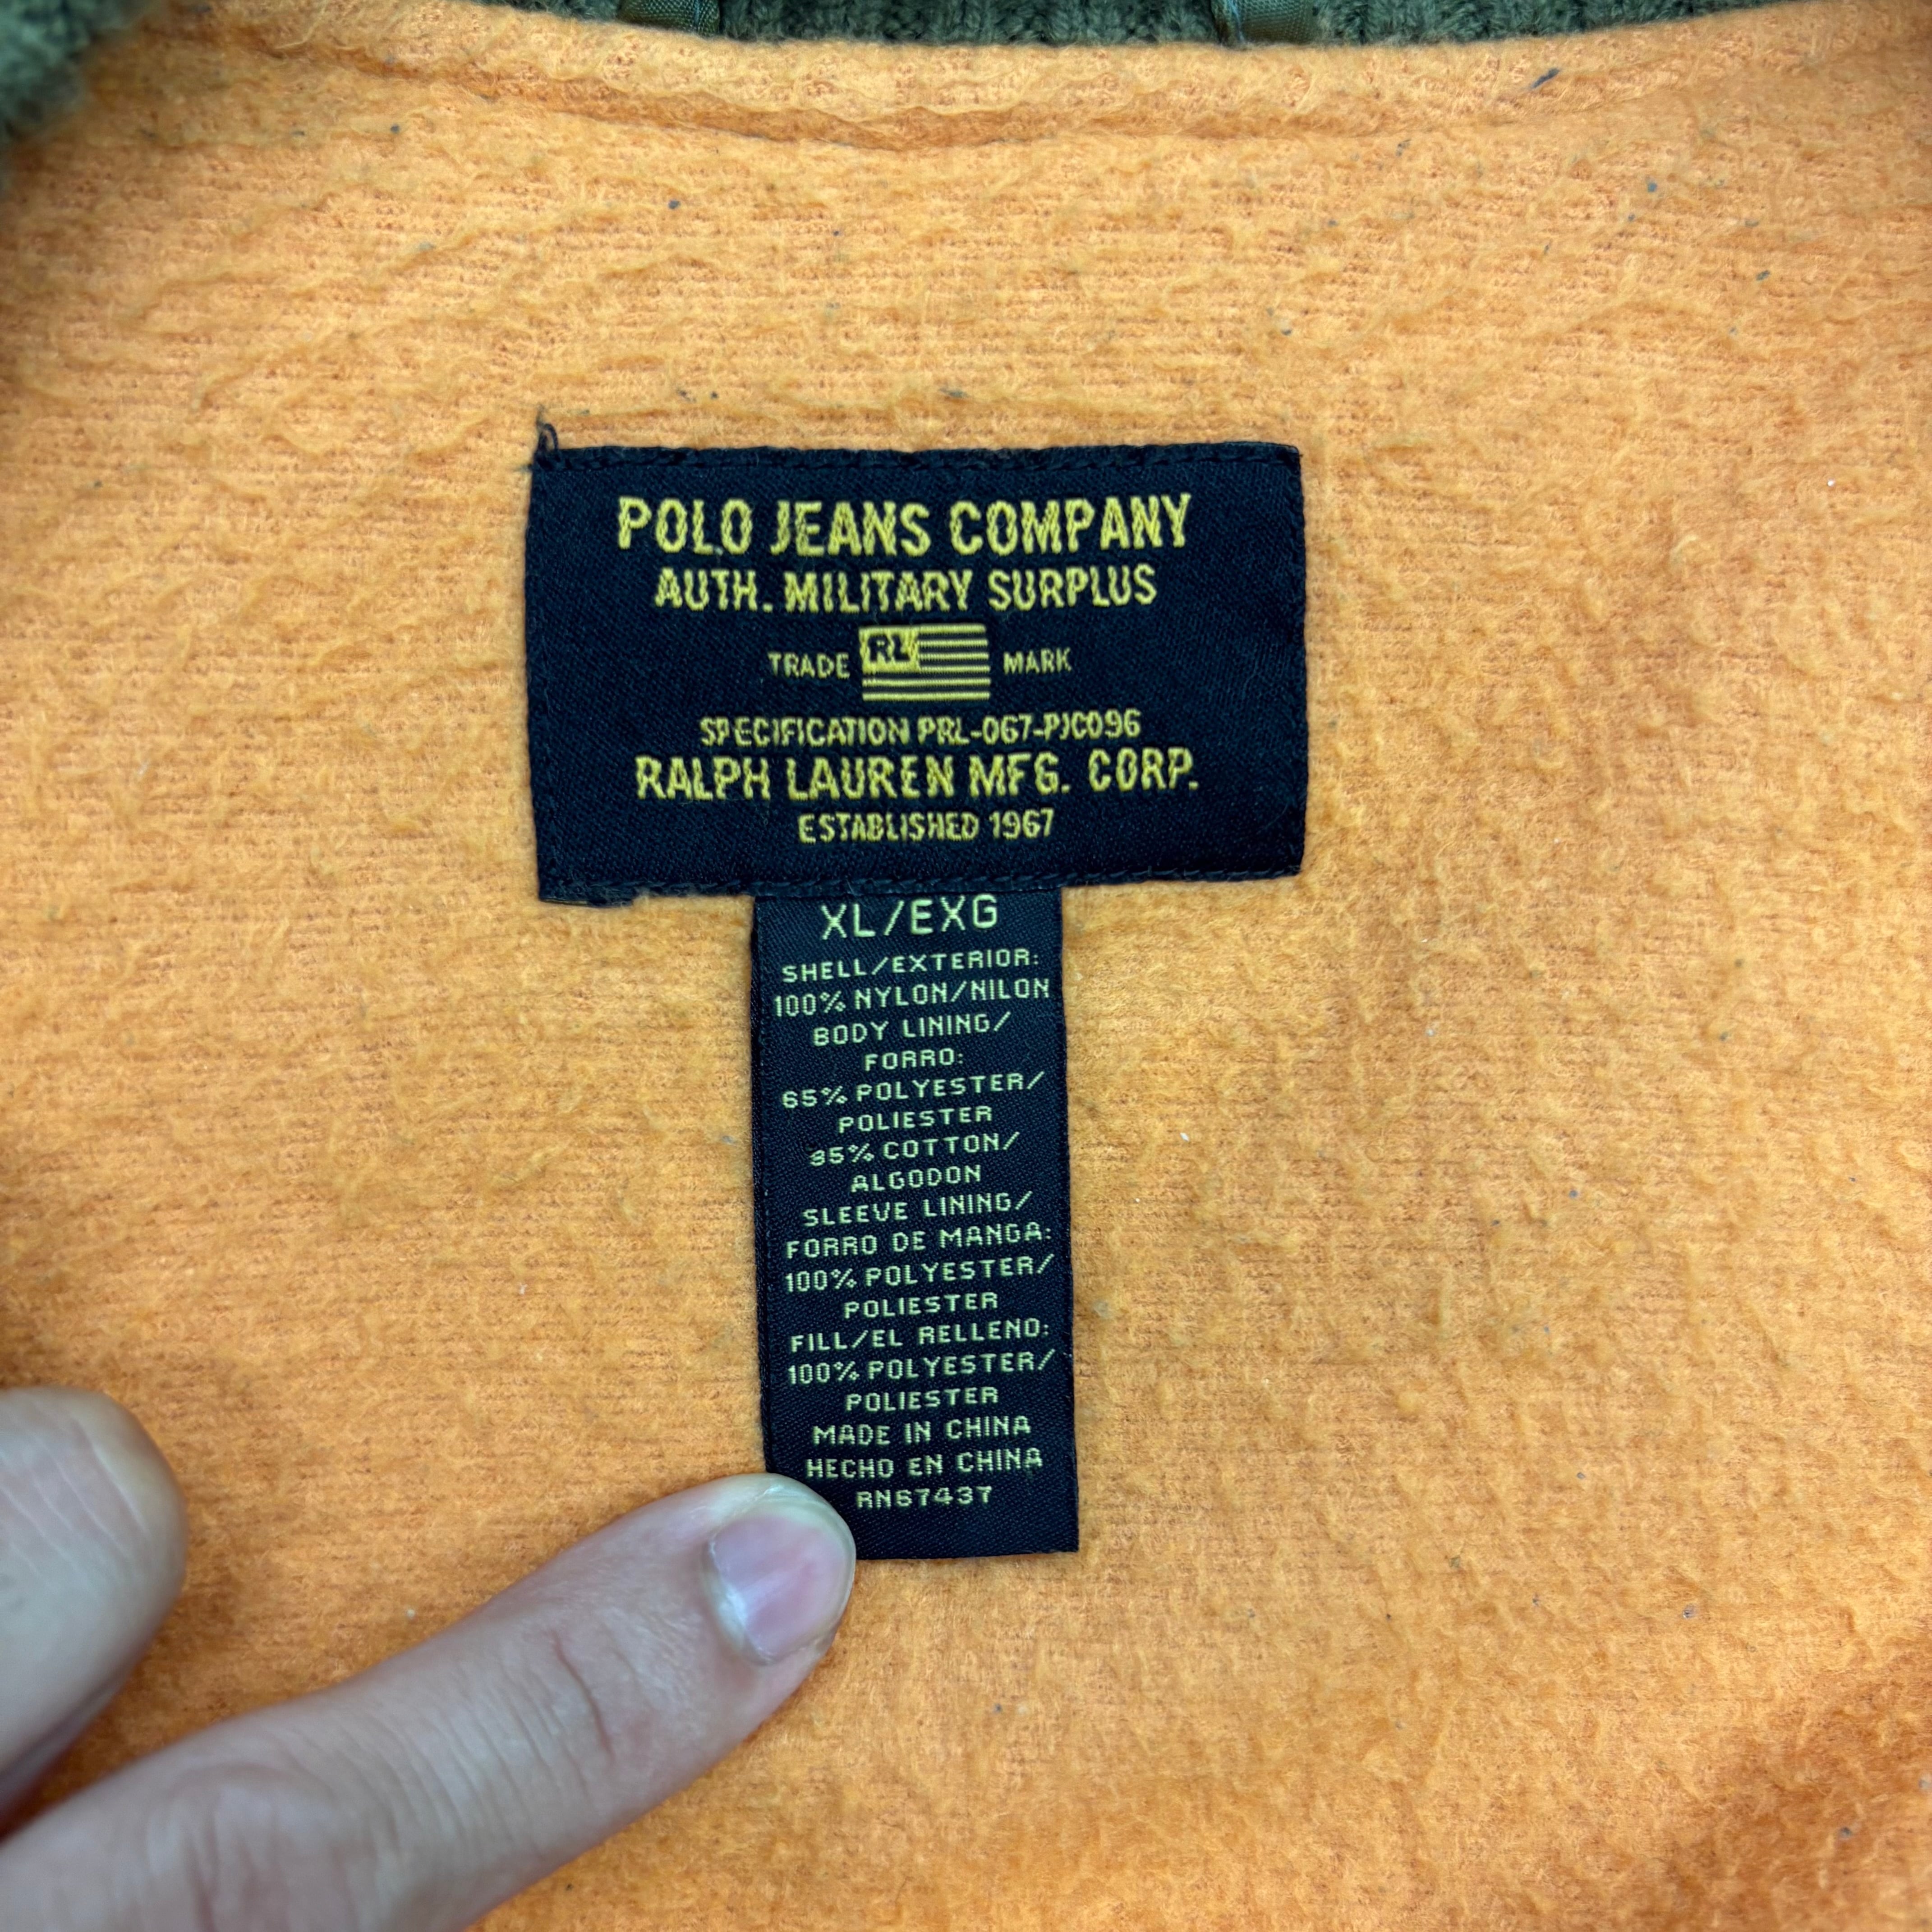 POLO JEANS COMPANY
AUTH. MILITARY SURPLUS
TRADE RL MARK
SPECIFICATION PRL-067-PJC096
RALPH LAUREN MFG. CORP.
ESTABLISHED 1967
XL/EXG
SHELL/EXTERIOR:
100% NYLON/NILON
BODY LINING/
FORRO:
65% POLYESTER/
POLIESTER
35% COTTON/
ALGODON
SLEEVE LINING/
FORRO DE MANGA:
100% POLYESTER/
POLIESTER
FILL/EL RELLENO:
100% POLYESTER/
POLIESTER
MADE IN CHINA
HECHO EN CHINA
RN67437